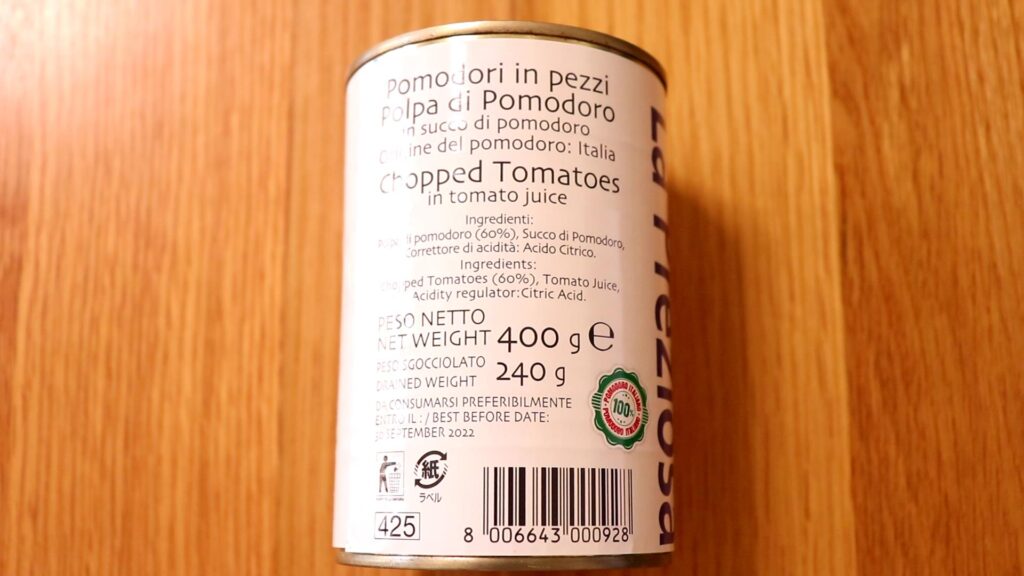 Pomodori in pezzi
Polpa di Pomodoro
in succo di pomodoro
Origine del pomodoro: Italia
Chopped Tomatoes
in tomato juice
Ingredienti:
Polpa di pomodoro (60%), Succo di Pomodoro,
Correttore di acidità: Acido Citrico.
Ingredients:
Chopped Tomatoes (60%), Tomato Juice,
Acidity regulator: Citric Acid.
PESO NETTO
NET WEIGHT 400 g e
PESO SGOCCIOLATO
DRAINED WEIGHT 240 g
DA CONSUMARSI PREFERIBILMENTE
ENTRO IL : / BEST BEFORE DATE:
30 SEPTEMBER 2022
POMODORO ITALIANO
100%
POMODORO ITALIANO
紙
ラベル
425
8 006643 000928
La Preziosa